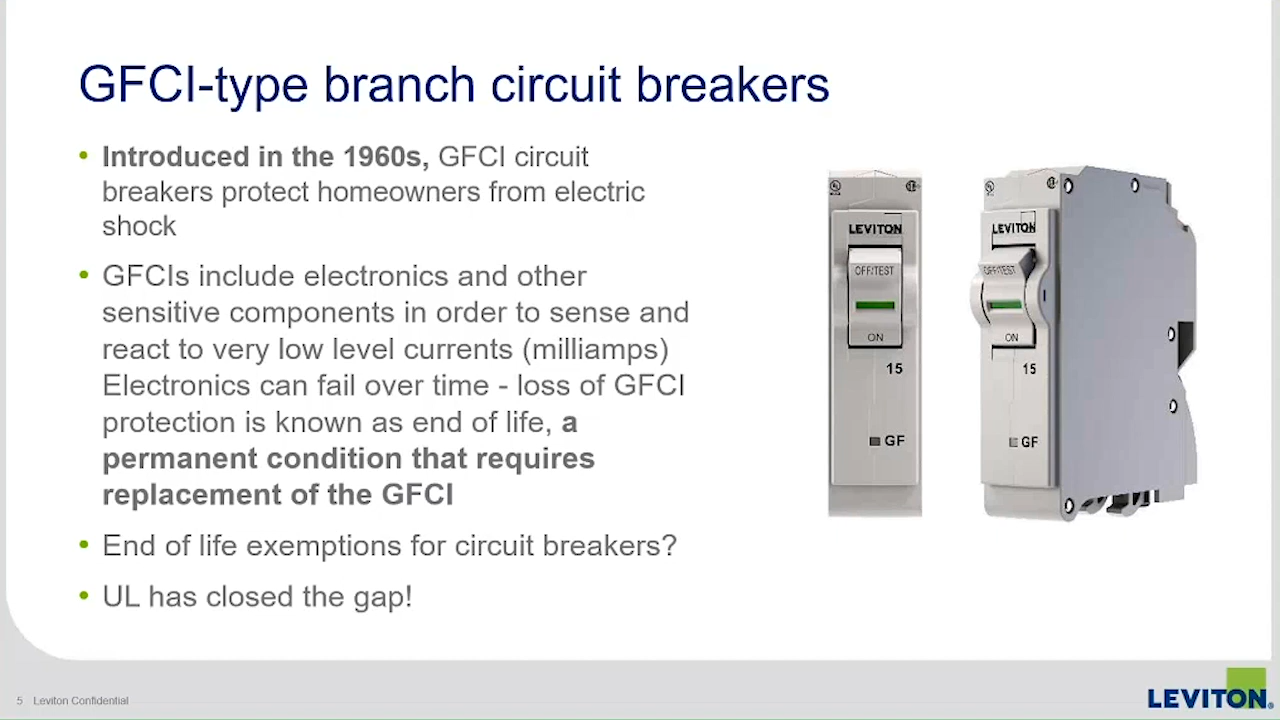 GFCI-type branch circuit breakers
• Introduced in the 1960s, GFCI circuit
breakers protect homeowners from electric
shock
• GFCIs include electronics and other
sensitive components in order to sense and
react to very low level currents (milliamps)
Electronics can fail over time - loss of GFCI
protection is known as end of life, a
permanent condition that requires
replacement of the GFCI
• End of life exemptions for circuit breakers?
• UL has closed the gap!
LEVITON
OFF/TEST
ON
15
GF
LEVITON
OFF/TEST
ON
15
GF
5 Leviton Confidential
LEVITON®